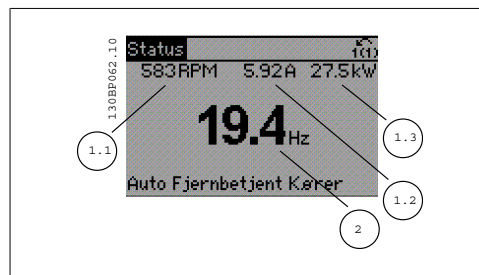 130BP062.10
Status
1(1)
583RPM 5.92A 27.5kW
1.1
1.3
19.4Hz
1.2
Auto Fjernbetjent Kører
2